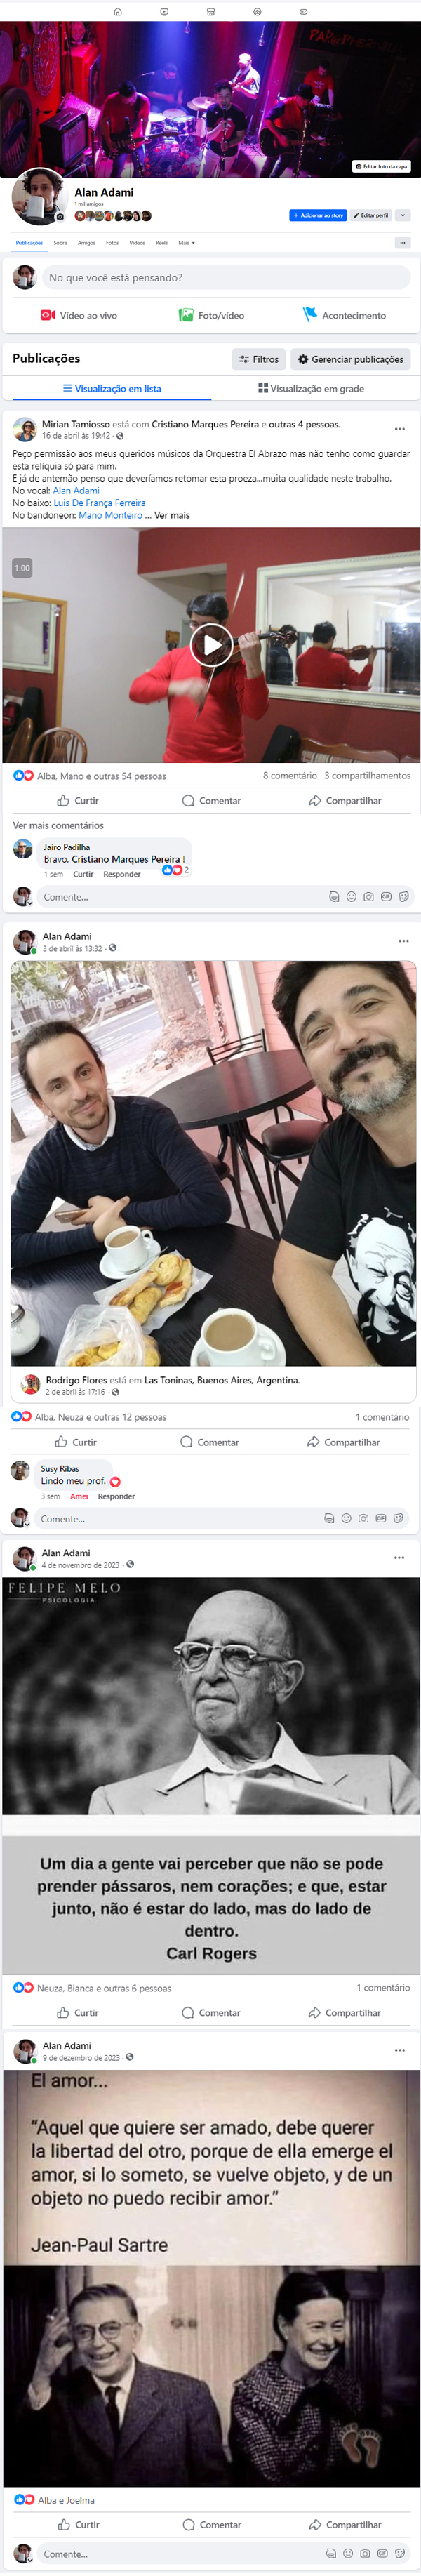 Editar foto da capa
Alan Adami
1 mil amigos
+ Adicionar ao story
Editar perfil
Publicações Sobre Amigos Fotos Vídeos Reels Mais
No que você está pensando?
Vídeo ao vivo Foto/vídeo Acontecimento
Publicações
Filtros Gerenciar publicações
Visualização em lista Visualização em grade
Mirian Tamiosso está com Cristiano Marques Pereira e outras 4 pessoas.
16 de abril às 19:42 ·
Peço permissão aos meus queridos músicos da Orquestra El Abrazo mas não tenho como guardar
esta relíquia só para mim.
E já de antemão penso que deveríamos retomar esta proeza...muita qualidade neste trabalho.
No vocal: Alan Adami
No baixo: Luis De França Ferreira
No bandoneon: Mano Monteiro ... Ver mais
1.00
Alba, Mano e outras 54 pessoas
8 comentário 3 compartilhamentos
Curtir Comentar Compartilhar
Ver mais comentários
Jairo Padilha
Bravo, Cristiano Marques Pereira !
2
1 sem Curtir Responder
Comente...
GIF
Alan Adami
3 de abril às 13:32 ·
Rodrigo Flores está em Las Toninas, Buenos Aires, Argentina.
2 de abril às 17:16 ·
Alba, Neuza e outras 12 pessoas
1 comentário
Curtir Comentar Compartilhar
Susy Ribas
Lindo meu prof.
3 sem Amei Responder
Comente...
GIF
Alan Adami
4 de novembro de 2023 ·
FELIPE MELO
PSICOLOGIA
Um dia a gente vai perceber que não se pode
prender pássaros, nem corações; e que, estar
junto, não é estar do lado, mas do lado de
dentro.
Carl Rogers
Neuza, Bianca e outras 6 pessoas
1 comentário
Curtir Comentar Compartilhar
Alan Adami
9 de dezembro de 2023 ·
El amor...
"Aquel que quiere ser amado, debe querer
la libertad del otro, porque de ella emerge el
amor, si lo someto, se vuelve objeto, y de un
objeto no puedo recibir amor."
Jean-Paul Sartre
Alba e Joelma
Curtir Comentar Compartilhar
Comente...
GIF